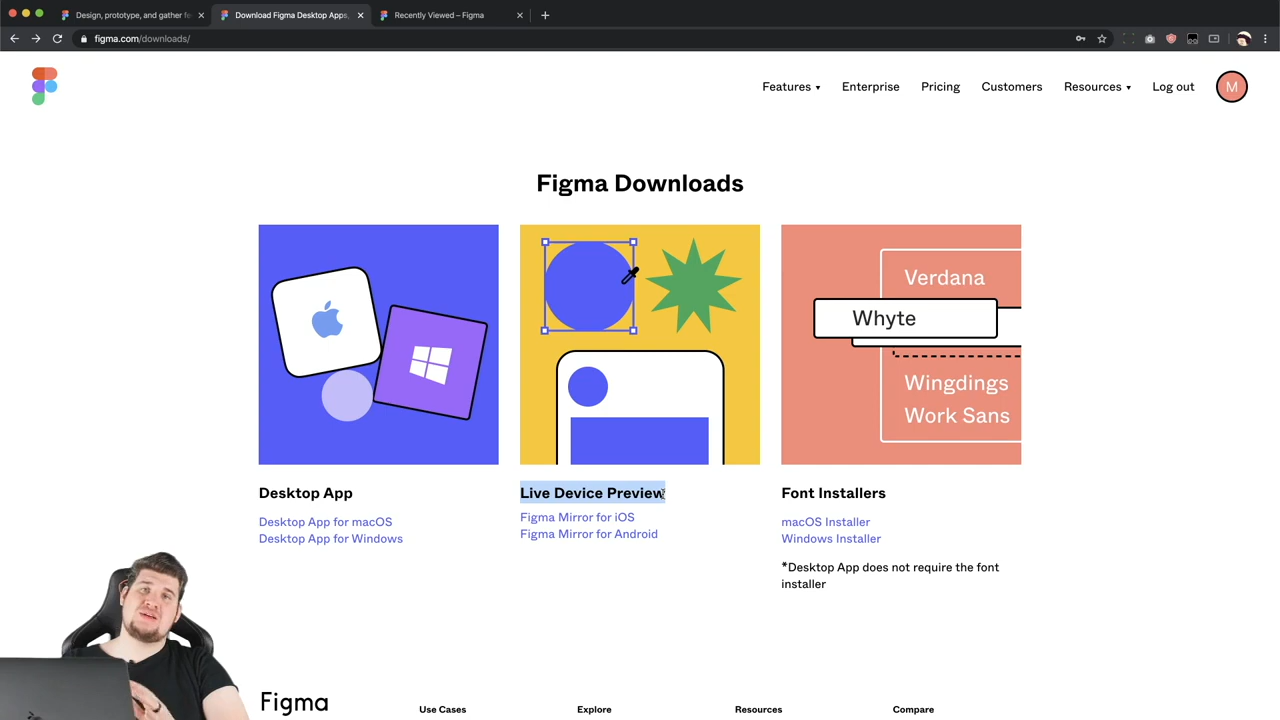 Design, prototype, and gather fe
Download Figma Desktop Apps,
Recently Viewed – Figma
figma.com/downloads/
Features ▾
Enterprise
Pricing
Customers
Resources ▾
Log out
M
Figma Downloads
Verdana
Whyte
Wingdings
Work Sans
Desktop App
Desktop App for macOS
Desktop App for Windows
Live Device Preview
Figma Mirror for iOS
Figma Mirror for Android
Font Installers
macOS Installer
Windows Installer
*Desktop App does not require the font
installer
Figma
Use Cases
Explore
Resources
Compare